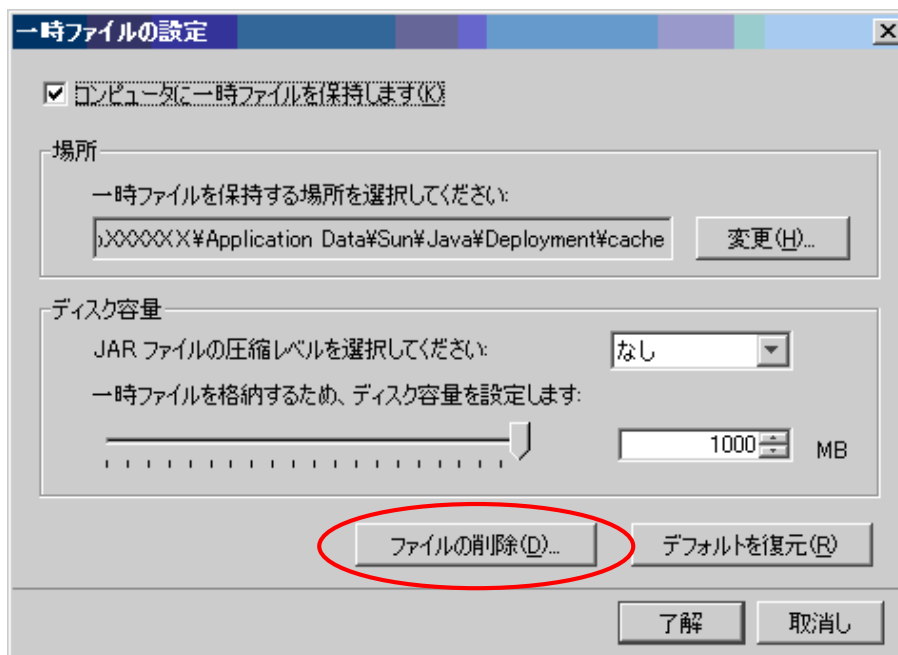 一時ファイルの設定
コンピュータに一時ファイルを保持します(K)
場所
一時ファイルを保持する場所を選択してください:
XXXXXX¥Application Data¥Sun¥Java¥Deployment¥cache
変更(H)...
ディスク容量
JAR ファイルの圧縮レベルを選択してください:
なし
一時ファイルを格納するため、ディスク容量を設定します:
1000 MB
ファイルの削除(D)...
デフォルトを復元(R)
了解
取消し